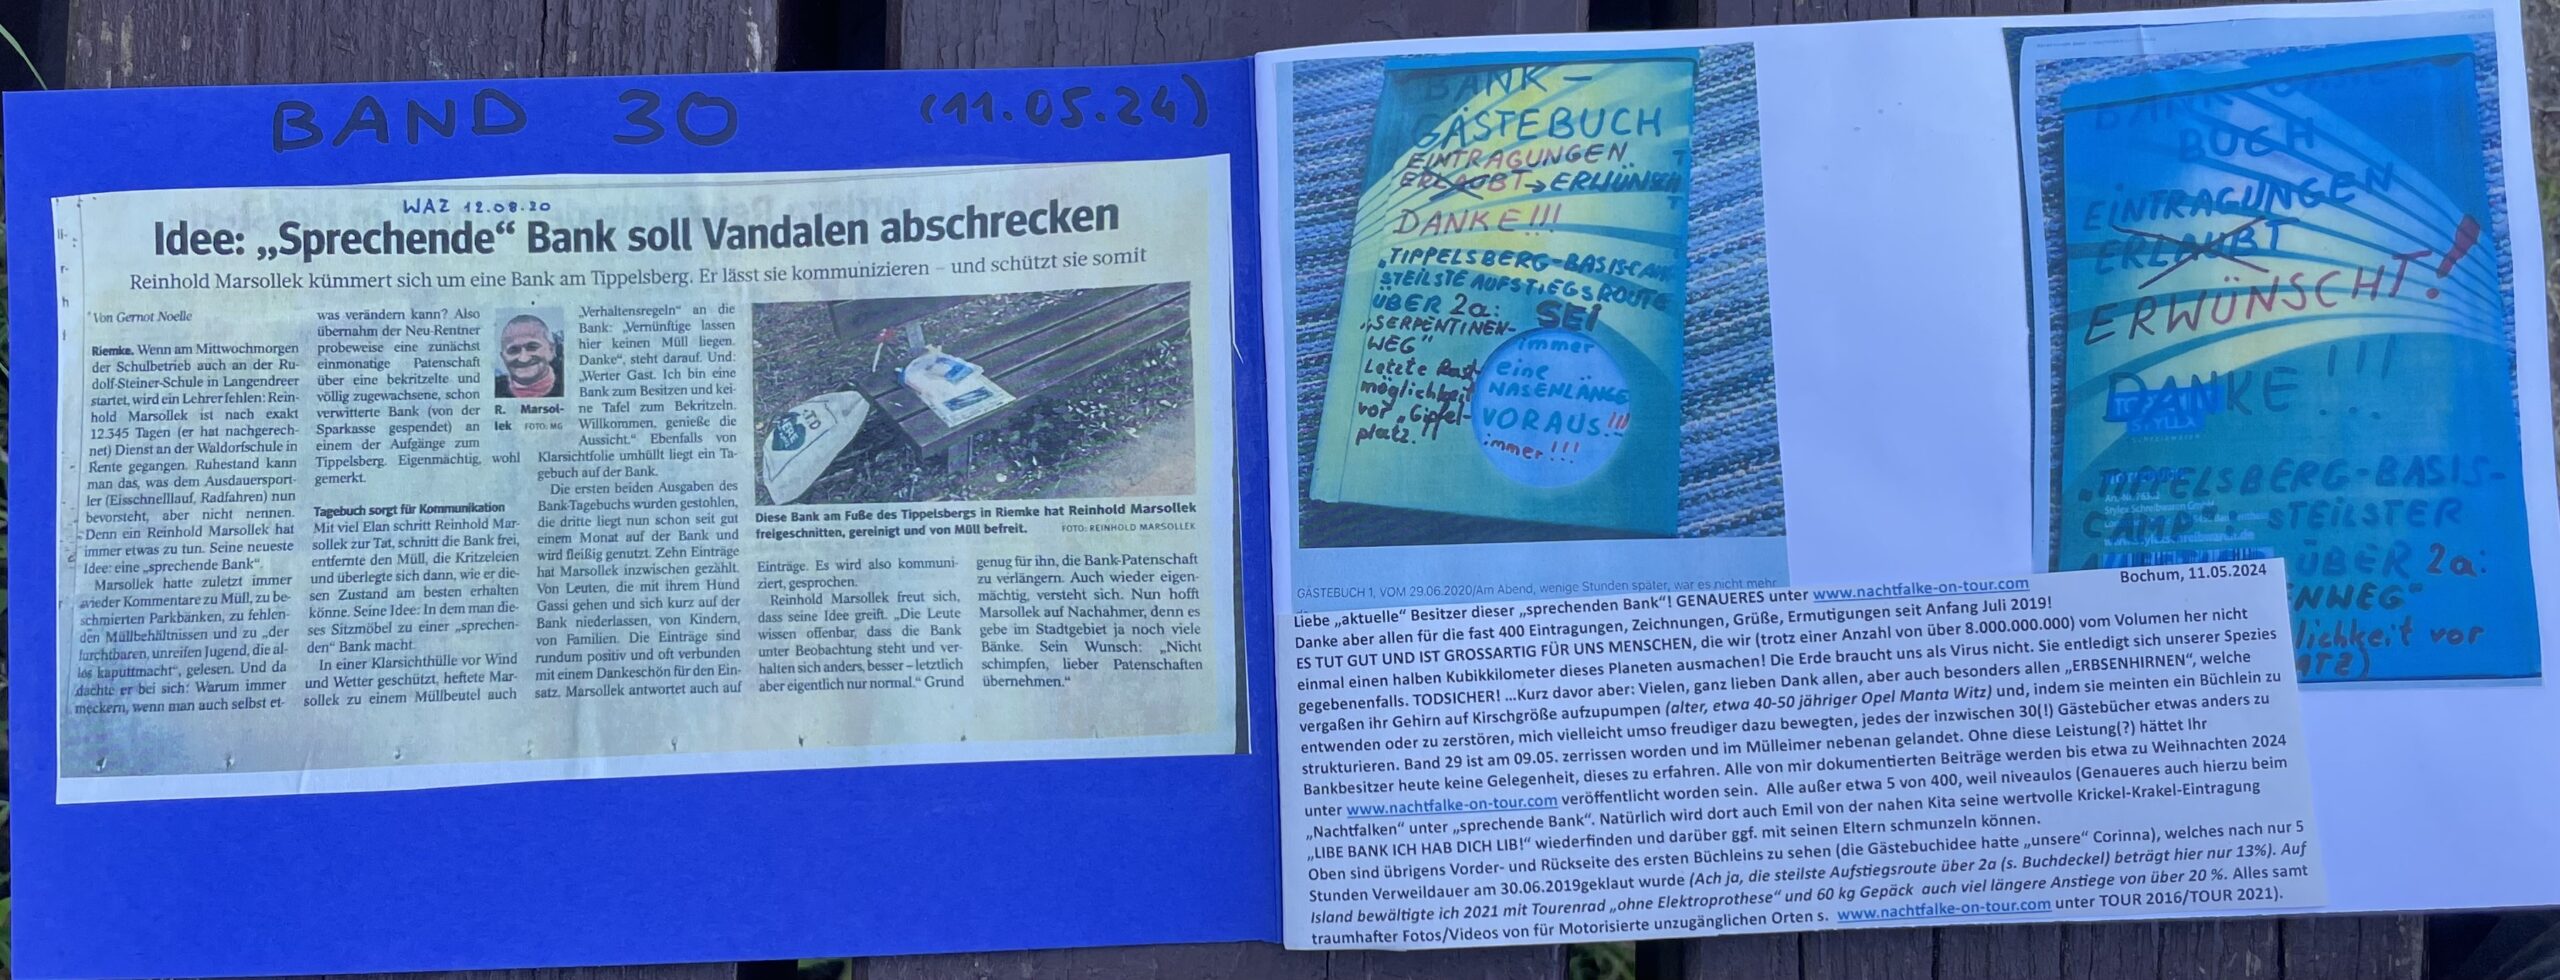 BAND 30 (11.05.24)
WAZ 12.08.20
Idee: „Sprechende“ Bank soll Vandalen abschrecken
Reinhold Marsollek kümmert sich um eine Bank am Tippelsberg. Er lässt sie kommunizieren – und schützt sie somit
Von Gernot Noelle
Riemke. Wenn am Mittwochmorgen
der Schulbetrieb auch an der Ru-
dolf-Steiner-Schule in Langendreer
startet, wird ein Lehrer fehlen: Rein-
hold Marsollek ist nach exakt
12.345 Tagen (er hat nachgerech-
net) Dienst an der Waldorfschule in
Rente gegangen. Ruhestand kann
man das, was dem Ausdauersport-
ler (Eisschnelllauf, Radfahren) nun
bevorsteht, aber nicht nennen.
Denn ein Reinhold Marsollek hat
immer etwas zu tun. Seine neueste
Idee: eine „sprechende Bank“.
Marsollek hatte zuletzt immer
wieder Kommentare zu Müll, zu be-
schmierten Parkbänken, zu fehlen-
den Müllbehältnissen und zu „der
furchtbaren, unreifen Jugend, die al-
les kaputtmacht“, gelesen. Und da
dachte er bei sich: Warum immer
meckern, wenn man auch selbst et-
was verändern kann? Also
übernahm der Neu-Rentner
probeweise eine zunächst
einmonatige Patenschaft
über eine bekritzelte und
völlig zugewachsene, schon
verwitterte Bank (von der
Sparkasse gespendet) an
einem der Aufgänge zum
Tippelsberg. Eigenmächtig, wohl
gemerkt.
Tagebuch sorgt für Kommunikation
Mit viel Elan schritt Reinhold Mar-
sollek zur Tat, schnitt die Bank frei,
entfernte den Müll, die Kritzeleien
und überlegte sich dann, wie er die-
sen Zustand am besten erhalten
könne. Seine Idee: In dem man die-
ses Sitzmöbel zu einer „sprechen-
den“ Bank macht.
In einer Klarsichthülle vor Wind
und Wetter geschützt, heftete Mar-
sollek zu einem Müllbeutel auch
R. Marsol-
lek FOTO: MG
„Verhaltensregeln“ an die
Bank: „Vernünftige lassen
hier keinen Müll liegen.
Danke“, steht darauf. Und:
„Werter Gast. Ich bin eine
Bank zum Besitzen und kei-
ne Tafel zum Bekritzeln.
Willkommen, genieße die
Aussicht.“ Ebenfalls von
Klarsichtfolie umhüllt liegt ein Ta-
gebuch auf der Bank.
Die ersten beiden Ausgaben des
Bank-Tagebuchs wurden gestohlen,
die dritte liegt nun schon seit gut
einem Monat auf der Bank und
wird fleißig genutzt. Zehn Einträge
hat Marsollek inzwischen gezählt.
Von Leuten, die mit ihrem Hund
Gassi gehen und sich kurz auf der
Bank niederlassen, von Kindern,
von Familien. Die Einträge sind
rundum positiv und oft verbunden
mit einem Dankeschön für den Ein-
satz. Marsollek antwortet auch auf
Diese Bank am Fuße des Tippelsbergs in Riemke hat Reinhold Marsollek
freigeschnitten, gereinigt und von Müll befreit. FOTO: REINHOLD MARSOLLEK
Einträge. Es wird also kommuni-
ziert, gesprochen.
Reinhold Marsollek freut sich,
dass seine Idee greift. „Die Leute
wissen offenbar, dass die Bank
unter Beobachtung steht und ver-
halten sich anders, besser – letztlich
aber eigentlich nur normal.“ Grund
genug für ihn, die Bank-Patenschaft
zu verlängern. Auch wieder eigen-
mächtig, versteht sich. Nun hofft
Marsollek auf Nachahmer, denn es
gebe im Stadtgebiet ja noch viele
Bänke. Sein Wunsch: „Nicht
schimpfen, lieber Patenschaften
übernehmen.“
BANK –
GÄSTEBUCH
EINTRAGUNGEN
ERLAUBT → ERWÜNSCHT
DANKE!!!
„TIPPELSBERG-BASISCAMP
STEILSTE AUFSTIEGSROUTE
ÜBER 2a:
„SERPENTINEN-
WEG“
Letzte Rast-
möglichkeit
vor „Gipfel-
platz.“
SEI
immer
eine
NASENLÄNGE
VORAUS!!!
immer!!!
BANK-GÄSTE-
BUCH
EINTRAGUNGEN
ERLAUBT
ERWÜNSCHT!
DANKE!!!
TOPPOINT
STYLEX
SCHREIBWAREN
„TIPPELSBERG-BASIS-
CAMP“: STEILSTER
ÜBER 2a:
NENWEG“
lichkeit vor
ATZ)
GÄSTEBUCH 1, VOM 29.06.2020/Am Abend, wenige Stunden später, war es nicht mehr
Bochum, 11.05.2024
Liebe „aktuelle“ Besitzer dieser „sprechenden Bank“! GENAUERES unter www.nachtfalke-on-tour.com
Danke aber allen für die fast 400 Eintragungen, Zeichnungen, Grüße, Ermutigungen seit Anfang Juli 2019!
ES TUT GUT UND IST GROSSARTIG FÜR UNS MENSCHEN, die wir (trotz einer Anzahl von über 8.000.000.000) vom Volumen her nicht
einmal einen halben Kubikkilometer dieses Planeten ausmachen! Die Erde braucht uns als Virus nicht. Sie entledigt sich unserer Spezies
gegebenenfalls. TODSICHER! ...Kurz davor aber: Vielen, ganz lieben Dank allen, aber auch besonders allen „ERBSENHIRNEN“, welche
vergaßen ihr Gehirn auf Kirschgröße aufzupumpen (alter, etwa 40-50 jähriger Opel Manta Witz) und, indem sie meinten ein Büchlein zu
entwenden oder zu zerstören, mich vielleicht umso freudiger dazu bewegten, jedes der inzwischen 30(!) Gästebücher etwas anders zu
strukturieren. Band 29 ist am 09.05. zerrissen worden und im Mülleimer nebenan gelandet. Ohne diese Leistung(?) hättet Ihr
Bankbesitzer heute keine Gelegenheit, dieses zu erfahren. Alle von mir dokumentierten Beiträge werden bis etwa zu Weihnachten 2024
unter www.nachtfalke-on-tour.com veröffentlicht worden sein. Alle außer etwa 5 von 400, weil niveaulos (Genaueres auch hierzu beim
„Nachtfalken“ unter „sprechende Bank“. Natürlich wird dort auch Emil von der nahen Kita seine wertvolle Krickel-Krakel-Eintragung
„LIBE BANK ICH HAB DICH LIB!“ wiederfinden und darüber ggf. mit seinen Eltern schmunzeln können.
Oben sind übrigens Vorder- und Rückseite des ersten Büchleins zu sehen (die Gästebuchidee hatte „unsere“ Corinna), welches nach nur 5
Stunden Verweildauer am 30.06.2019geklaut wurde (Ach ja, die steilste Aufstiegsroute über 2a (s. Buchdeckel) beträgt hier nur 13%). Auf
Island bewältigte ich 2021 mit Tourenrad „ohne Elektroprothese“ und 60 kg Gepäck auch viel längere Anstiege von über 20 %. Alles samt
traumhafter Fotos/Videos von für Motorisierte unzugänglichen Orten s. www.nachtfalke-on-tour.com unter TOUR 2016/TOUR 2021).